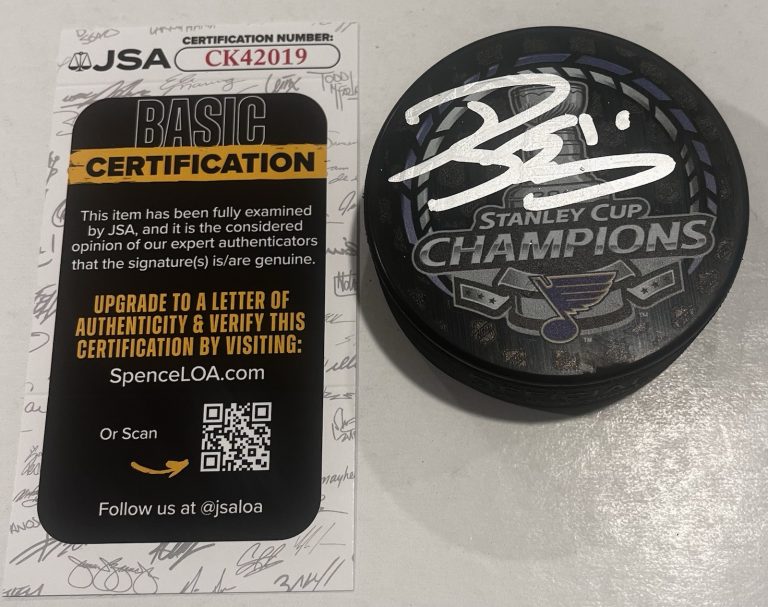 JSA
CERTIFICATION NUMBER:
CK42019
BASIC
CERTIFICATION
This item has been fully examined
by JSA, and it is the considered
opinion of our expert authenticators
that the signature(s) is/are genuine.
UPGRADE TO A LETTER OF
AUTHENTICITY & VERIFY THIS
CERTIFICATION BY VISITING:
SpenceLOA.com
Or Scan
Follow us at @jsaloa
STANLEY CUP
CHAMPIONS
TM